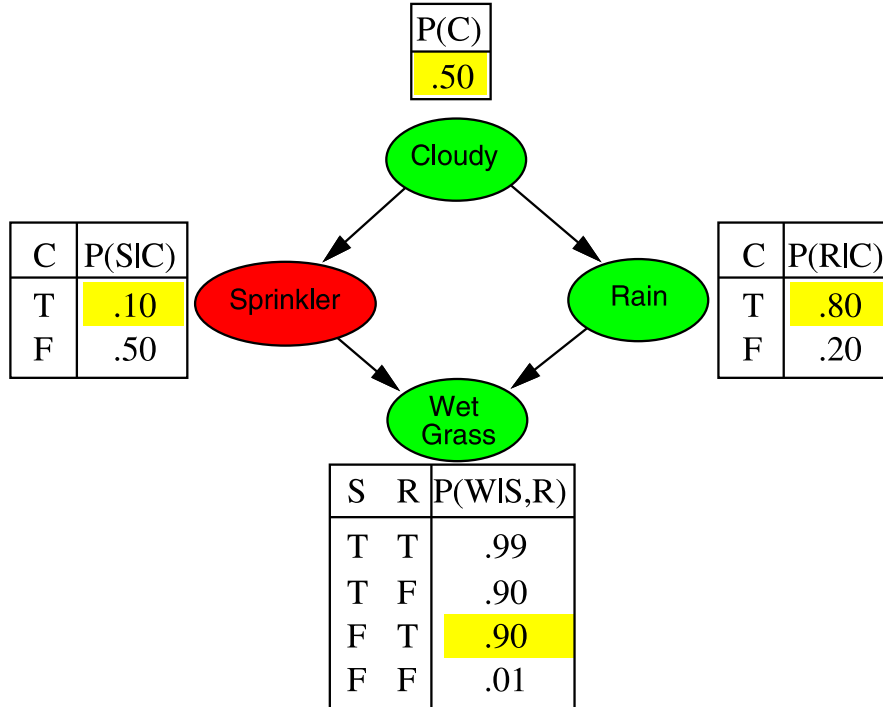 P(C)
.50
Cloudy
C P(S|C)
T .10
F .50
Sprinkler
Rain
C P(R|C)
T .80
F .20
Wet
Grass
S R P(W|S,R)
T T .99
T F .90
F T .90
F F .01